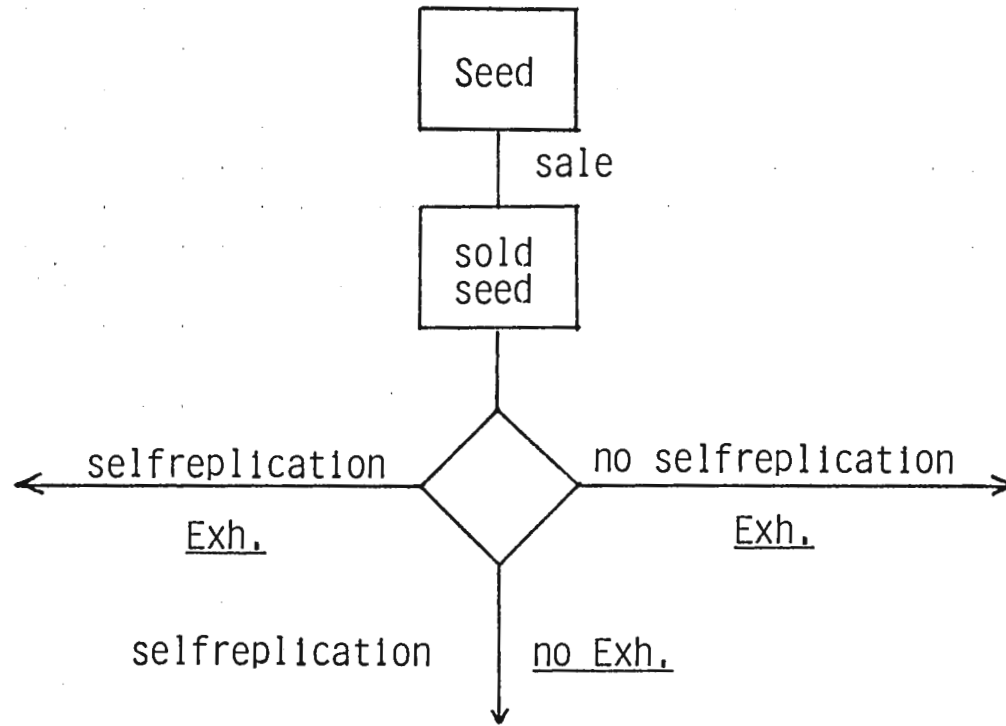 Seed
sale
sold
seed
selfreplication
no selfreplication
Exh.
Exh.
selfreplication
no Exh.